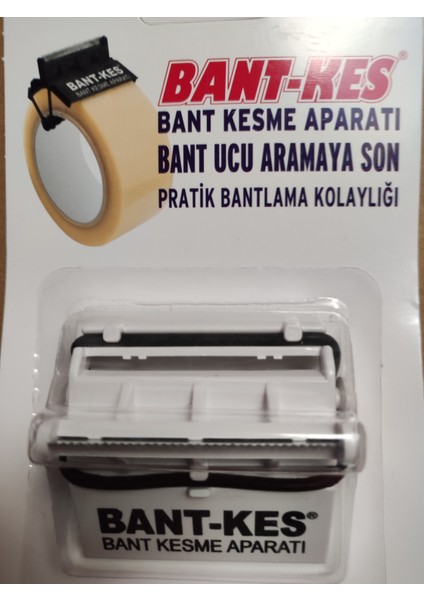 BANT-KES
BANT KESME APARATI
BANT-KES®
BANT KESME APARATI
BANT UCU ARAMAYA SON
PRATİK BANTLAMA KOLAYLIĞI
BANT-KES®
BANT KESME APARATI